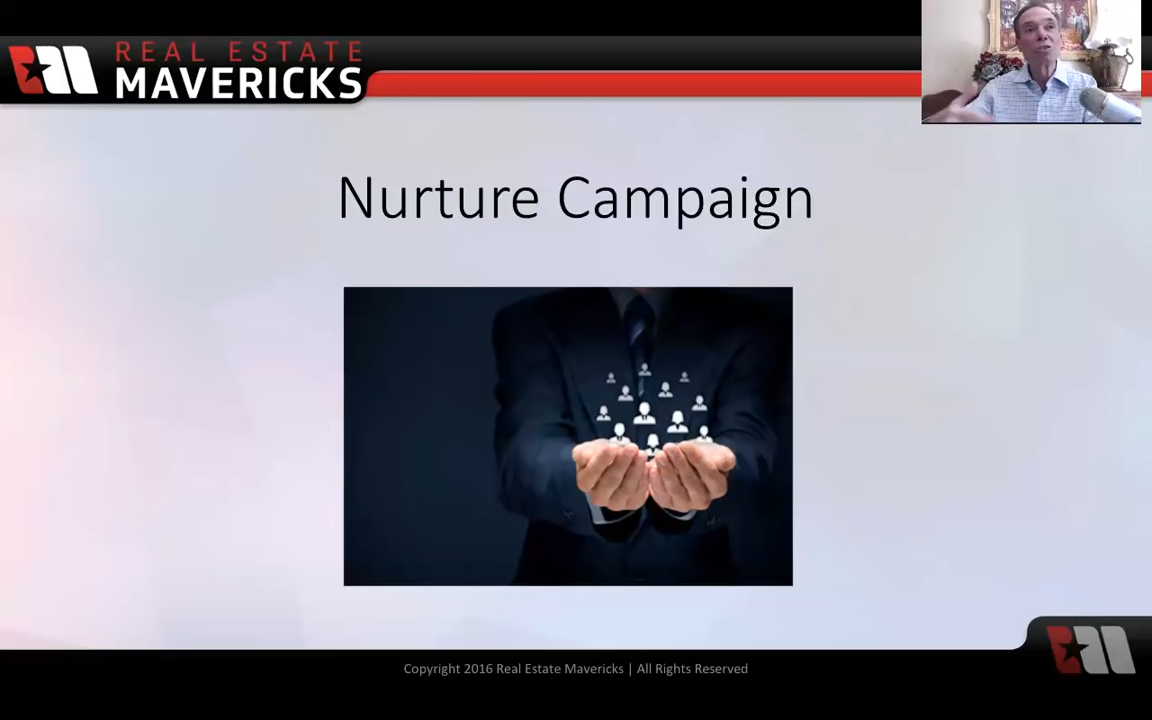 REAL ESTATE
MAVERICKS
Nurture Campaign
Copyright 2016 Real Estate Mavericks | All Rights Reserved